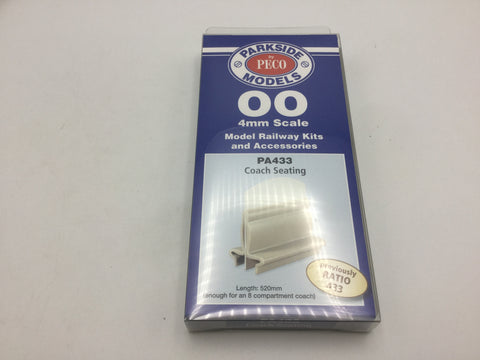 PARKSIDE
by
PECO
MODELS
OO
4mm Scale
Model Railway Kits
and Accessories
PA433
Coach Seating
Previously
RATIO
433
Length: 520mm
(enough for an 8 compartment coach)